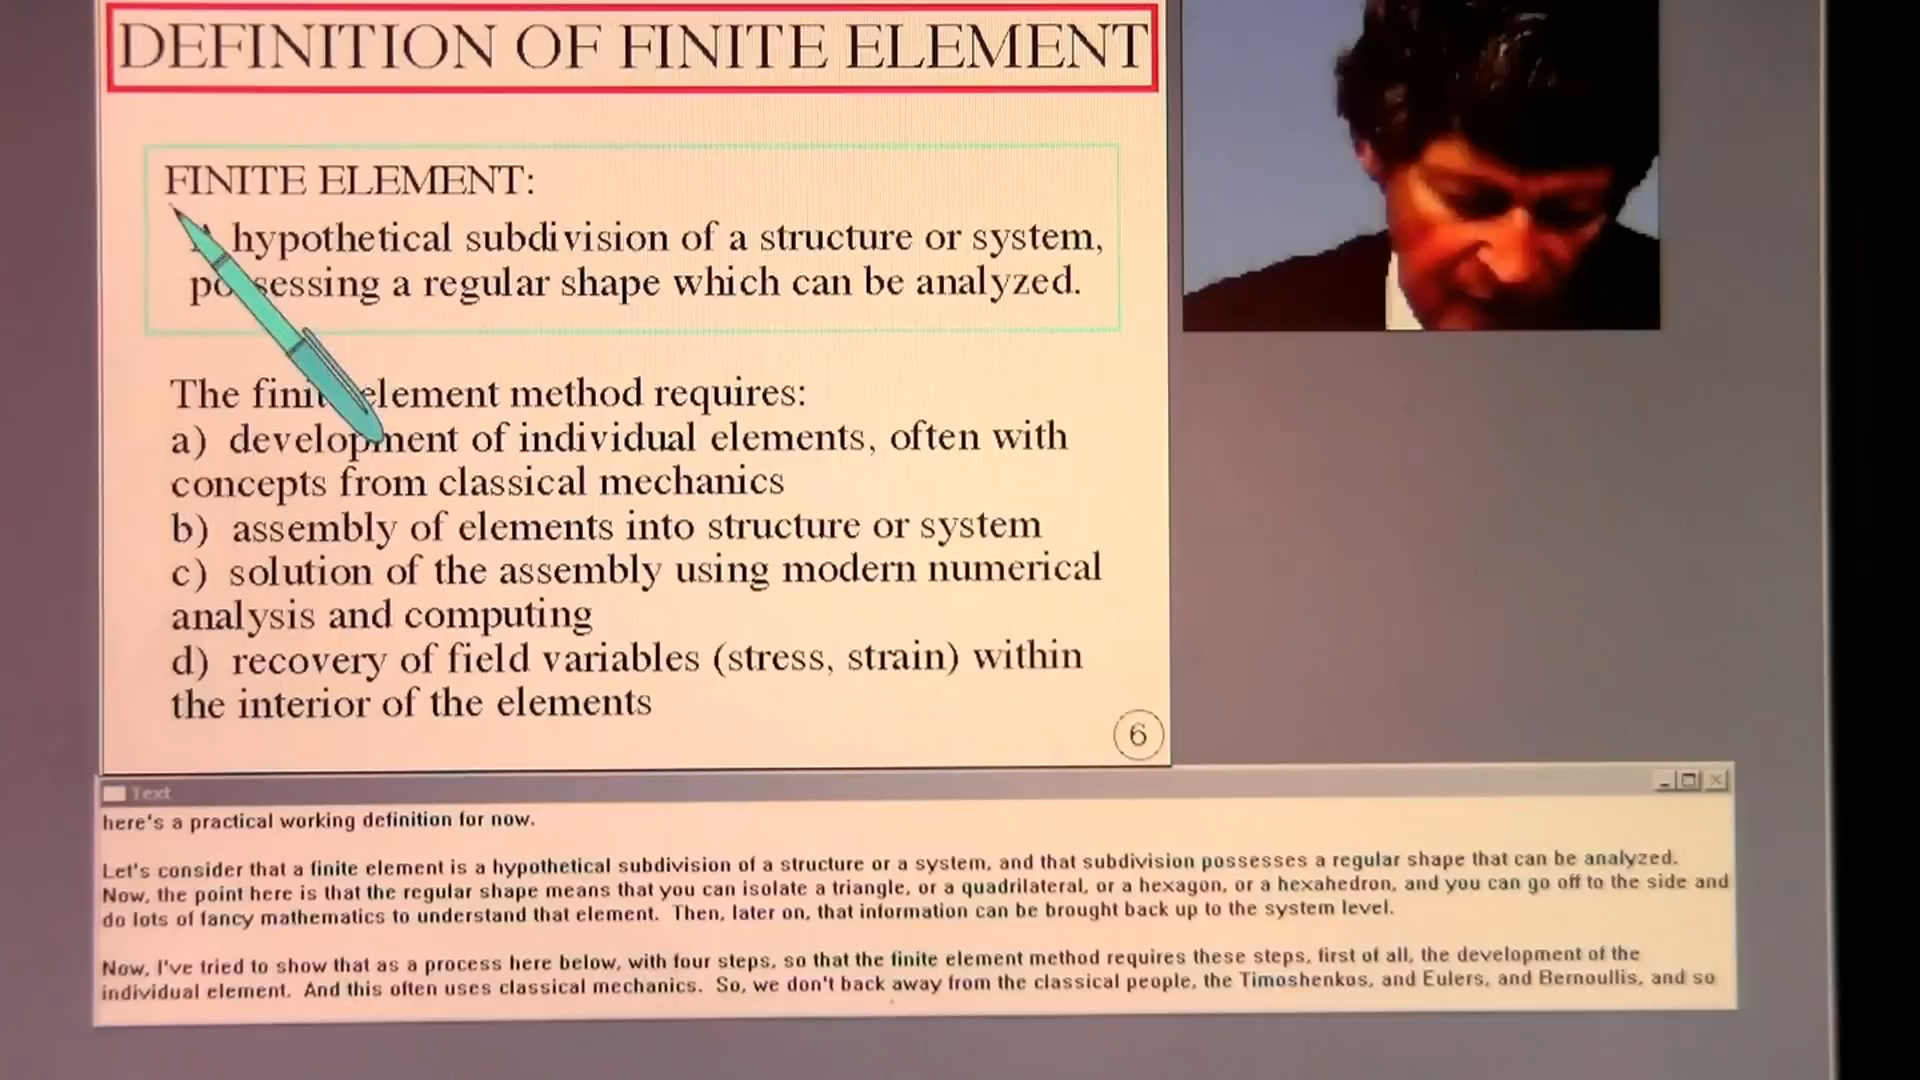 DEFINITION OF FINITE ELEMENT
FINITE ELEMENT:
A hypothetical subdivision of a structure or system,
possessing a regular shape which can be analyzed.
The finite element method requires:
a) development of individual elements, often with
concepts from classical mechanics
b) assembly of elements into structure or system
c) solution of the assembly using modern numerical
analysis and computing
d) recovery of field variables (stress, strain) within
the interior of the elements
6
Text
here's a practical working definition for now.
Let's consider that a finite element is a hypothetical subdivision of a structure or a system, and that subdivision possesses a regular shape that can be analyzed.
Now, the point here is that the regular shape means that you can isolate a triangle, or a quadrilateral, or a hexagon, or a hexahedron, and you can go off to the side and
do lots of fancy mathematics to understand that element. Then, later on, that information can be brought back up to the system level.
Now, I've tried to show that as a process here below, with four steps, so that the finite element method requires these steps, first of all, the development of the
individual element. And this often uses classical mechanics. So, we don't back away from the classical people, the Timoshenkos, and Eulers, and Bernoullis, and so